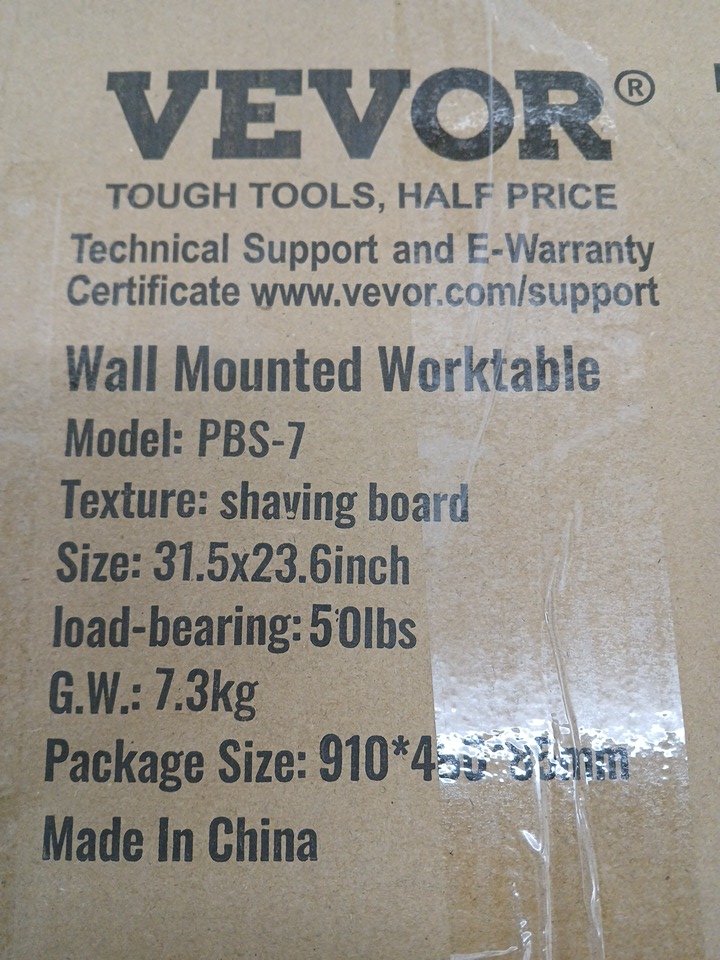 VEVOR®
TOUGH TOOLS, HALF PRICE
Technical Support and E-Warranty
Certificate www.vevor.com/support
Wall Mounted Worktable
Model: PBS-7
Texture: shaving board
Size: 31.5x23.6inch
load-bearing: 50lbs
G.W.: 7.3kg
Package Size:
Made In China